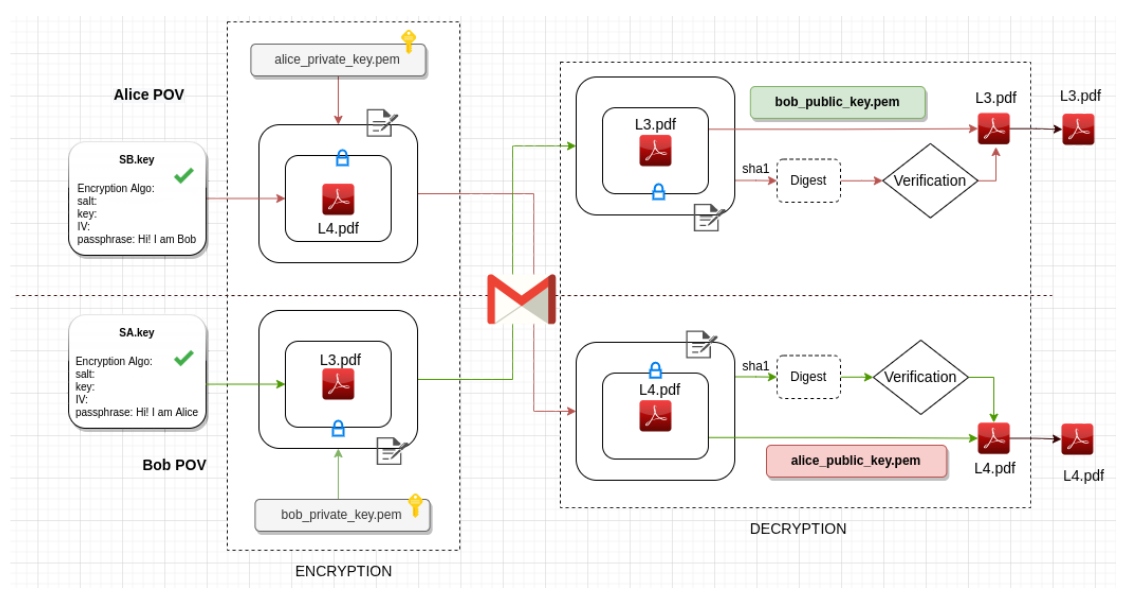 alice_private_key.pem
Alice POV
SB.key
Encryption Algo:
salt:
key:
IV:
passphrase: Hi! I am Bob
L4.pdf
L3.pdf
bob_public_key.pem
L3.pdf
L3.pdf
sha1
Digest
Verification
SA.key
Encryption Algo:
salt:
key:
IV:
passphrase: Hi! I am Alice
L3.pdf
Bob POV
bob_private_key.pem
ENCRYPTION
L4.pdf
sha1
Digest
Verification
alice_public_key.pem
L4.pdf
L4.pdf
DECRYPTION